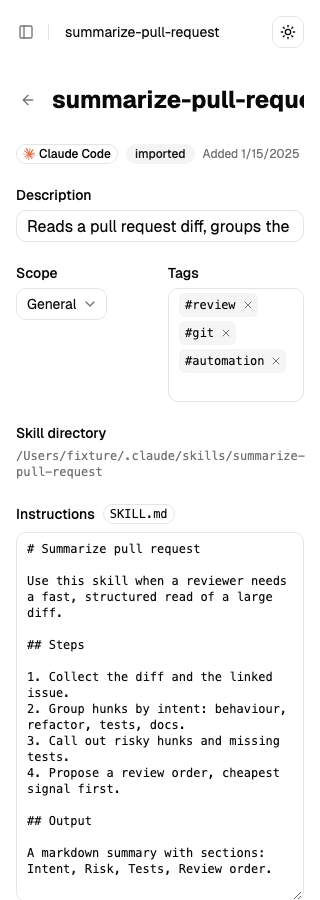 summarize-pull-request
summarize-pull-reque
Claude Code imported Added 1/15/2025
Description
Reads a pull request diff, groups the
Scope Tags
General #review
#git
#automation
Skill directory
/Users/fixture/.claude/skills/summarize-
pull-request
Instructions SKILL.md
# Summarize pull request
Use this skill when a reviewer needs
a fast, structured read of a large
diff.
## Steps
1. Collect the diff and the linked
issue.
2. Group hunks by intent: behaviour,
refactor, tests, docs.
3. Call out risky hunks and missing
tests.
4. Propose a review order, cheapest
signal first.
## Output
A markdown summary with sections:
Intent, Risk, Tests, Review order.